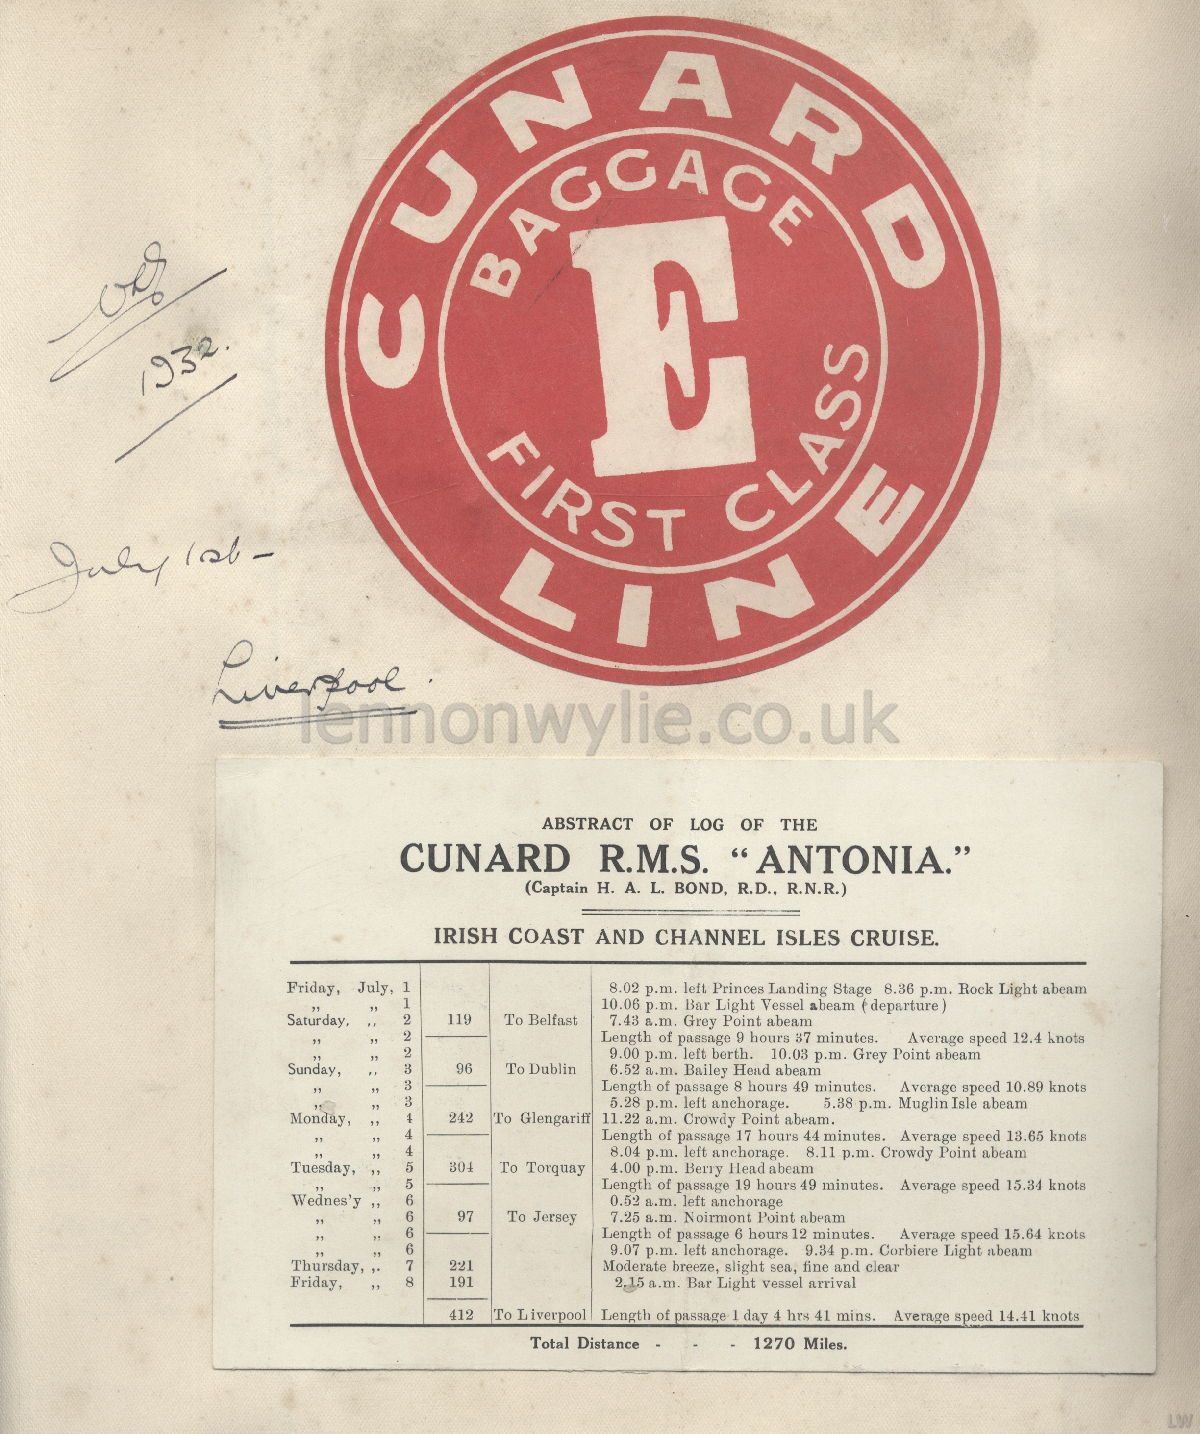 CUNARD
LINE
BAGGAGE
E
FIRST CLASS
1932.
July 1st –
Liverpool.
lennonwylie.co.uk
ABSTRACT OF LOG OF THE
CUNARD R.M.S. “ANTONIA.”
(Captain H. A. L. BOND, R.D., R.N.R.)
IRISH COAST AND CHANNEL ISLES CRUISE.
Friday, July, 1 8.02 p.m. left Princes Landing Stage 8.36 p.m. Rock Light abeam
„ „ 1 10.06 p.m. Bar Light Vessel abeam (departure)
Saturday, „ 2 119 To Belfast 7.43 a.m. Grey Point abeam
„ „ 2 Length of passage 9 hours 37 minutes. Average speed 12.4 knots
„ „ 2 9.00 p.m. left berth. 10.03 p.m. Grey Point abeam
Sunday, „ 3 96 To Dublin 6.52 a.m. Bailey Head abeam
„ „ 3 Length of passage 8 hours 49 minutes. Average speed 10.89 knots
„ „ 3 5.28 p.m. left anchorage. 5.38 p.m. Muglin Isle abeam
Monday, „ 4 242 To Glengariff 11.22 a.m. Crowdy Point abeam.
„ „ 4 Length of passage 17 hours 44 minutes. Average speed 13.65 knots
„ „ 4 8.04 p.m. left anchorage. 8.11 p.m. Crowdy Point abeam
Tuesday, „ 5 304 To Torquay 4.00 p.m. Berry Head abeam
„ „ 5 Length of passage 19 hours 49 minutes. Average speed 15.34 knots
Wednes'y „ 6 0.52 a.m. left anchorage
„ „ 6 97 To Jersey 7.25 a.m. Noirmont Point abeam
„ „ 6 Length of passage 6 hours 12 minutes. Average speed 15.64 knots
„ „ 6 9.07 p.m. left anchorage. 9.34 p.m. Corbiere Light abeam
Thursday, „. 7 221 Moderate breeze, slight sea, fine and clear
Friday, „ 8 191 2.15 a.m. Bar Light vessel arrival
412 To Liverpool Length of passage 1 day 4 hrs 41 mins. Average speed 14.41 knots
Total Distance - - - 1270 Miles.
LW